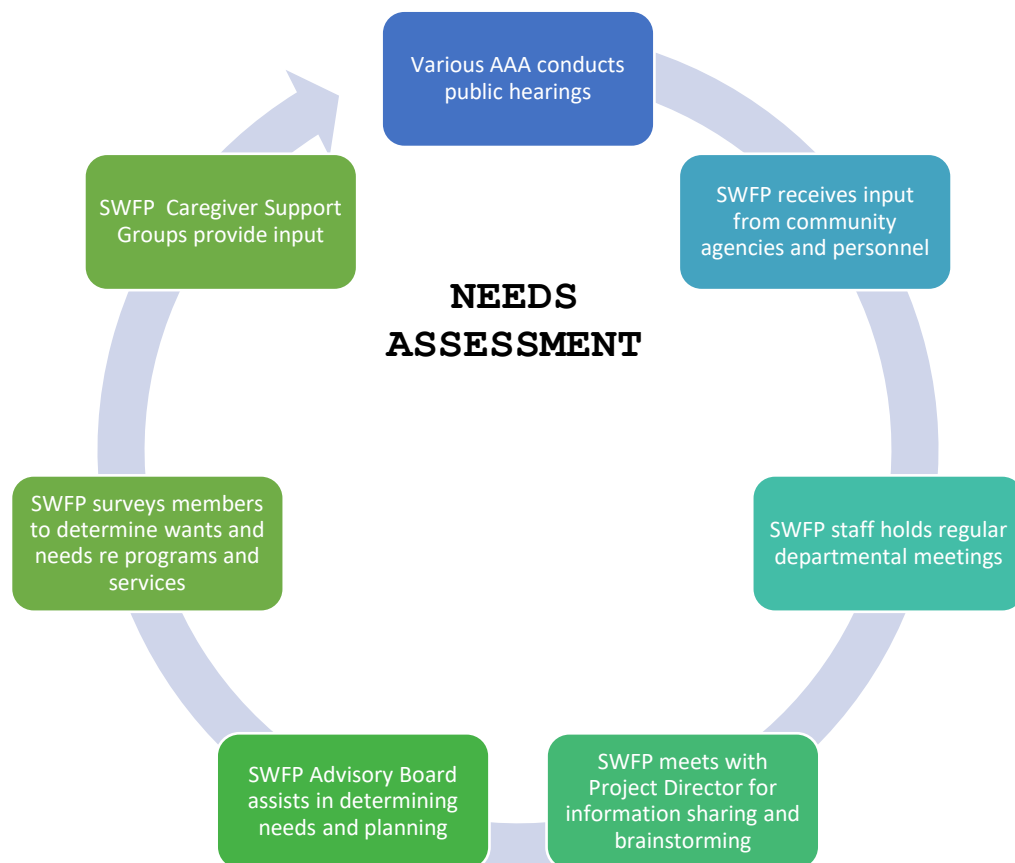 Various AAA conducts
public hearings
SWFP receives input
from community
agencies and personnel
SWFP staff holds regular
departmental meetings
SWFP meets with
Project Director for
information sharing and
brainstorming
SWFP Advisory Board
assists in determining
needs and planning
SWFP surveys members
to determine wants and
needs re programs and
services
SWFP Caregiver Support
Groups provide input
NEEDS
ASSESSMENT